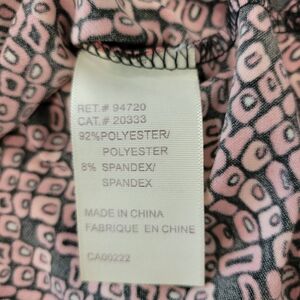 RET.# 94720
CAT.# 20333
92%POLYESTER/
POLYESTER
8% SPANDEX/
SPANDEX
MADE IN CHINA
FABRIQUE EN CHINE
CA00222